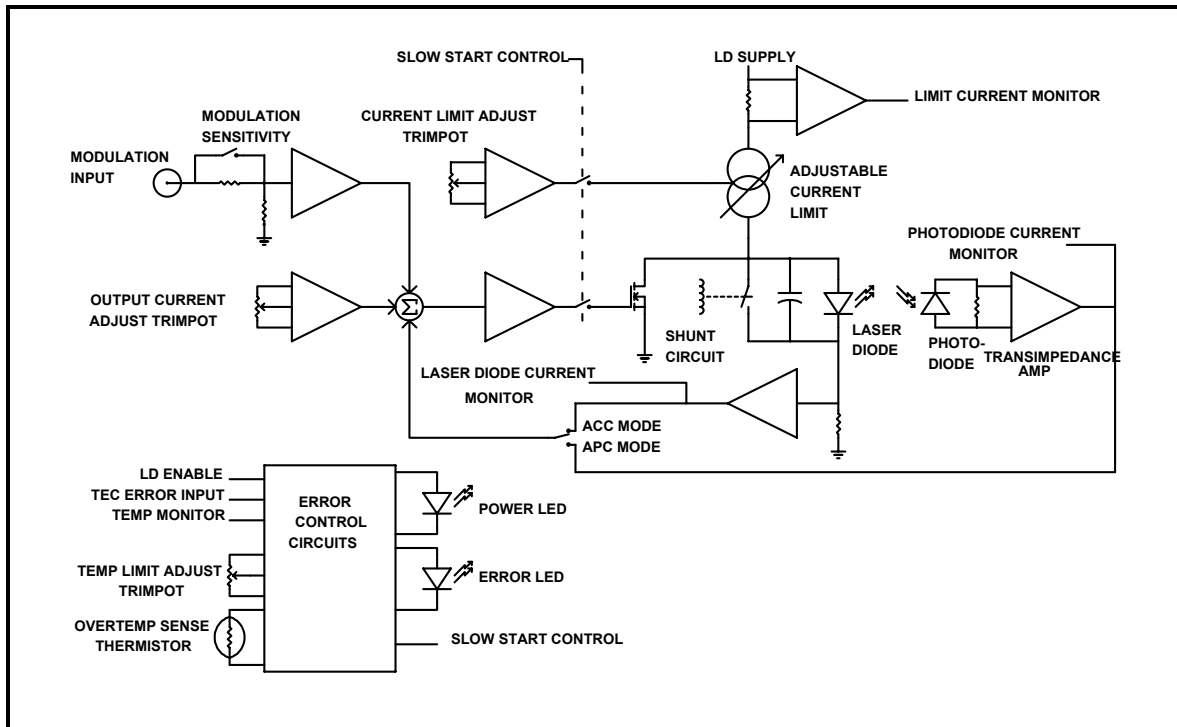 SLOW START CONTROL
LD SUPPLY
LIMIT CURRENT MONITOR
MODULATION
SENSITIVITY
CURRENT LIMIT ADJUST
TRIMPOT
MODULATION
INPUT
ADJUSTABLE
CURRENT
LIMIT
PHOTODIODE CURRENT
MONITOR
OUTPUT CURRENT
ADJUST TRIMPOT
Σ
SHUNT
CIRCUIT
LASER
DIODE
PHOTO-
DIODE
TRANSIMPEDANCE
AMP
LASER DIODE CURRENT
MONITOR
ACC MODE
APC MODE
LD ENABLE
TEC ERROR INPUT
TEMP MONITOR
ERROR
CONTROL
CIRCUITS
POWER LED
TEMP LIMIT ADJUST
TRIMPOT
ERROR LED
OVERTEMP SENSE
THERMISTOR
SLOW START CONTROL